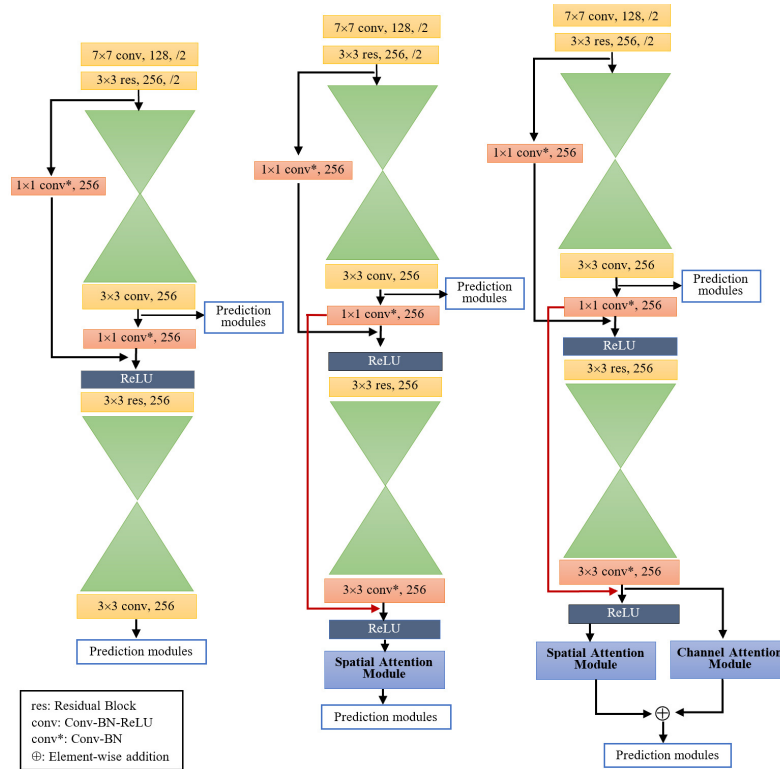 7×7 conv, 128, /2
3×3 res, 256, /2
1×1 conv*, 256
3×3 conv, 256
Prediction
modules
1×1 conv*, 256
ReLU
3×3 res, 256
3×3 conv, 256
Prediction modules
7×7 conv, 128, /2
3×3 res, 256, /2
1×1 conv*, 256
3×3 conv, 256
Prediction
modules
1×1 conv*, 256
ReLU
3×3 res, 256
3×3 conv*, 256
ReLU
Spatial Attention
Module
Prediction modules
7×7 conv, 128, /2
3×3 res, 256, /2
1×1 conv*, 256
3×3 conv, 256
Prediction
modules
1×1 conv*, 256
ReLU
3×3 res, 256
3×3 conv*, 256
ReLU
Spatial Attention
Module
Channel Attention
Module
⊕
Prediction modules
res: Residual Block
conv: Conv-BN-ReLU
conv*: Conv-BN
⊕: Element-wise addition